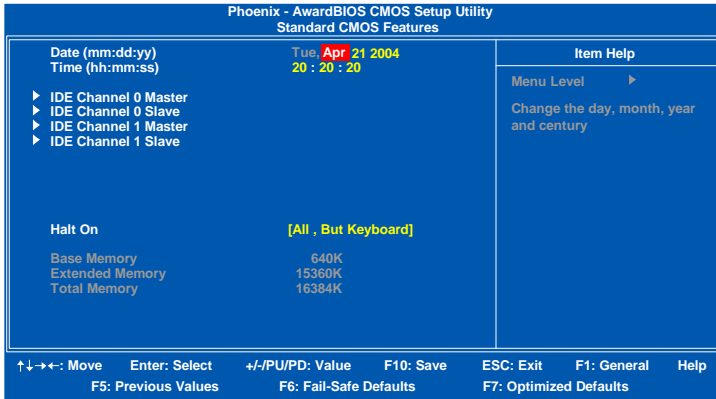 Phoenix - AwardBIOS CMOS Setup Utility
Standard CMOS Features
Date (mm:dd:yy) Tue, Apr 21 2004
Time (hh:mm:ss) 20 : 20 : 20
IDE Channel 0 Master
IDE Channel 0 Slave
IDE Channel 1 Master
IDE Channel 1 Slave
Halt On [All , But Keyboard]
Base Memory 640K
Extended Memory 15360K
Total Memory 16384K
Item Help
Menu Level
Change the day, month, year
and century
↑↓→←: Move Enter: Select +/-/PU/PD: Value F10: Save ESC: Exit F1: General Help
F5: Previous Values F6: Fail-Safe Defaults F7: Optimized Defaults